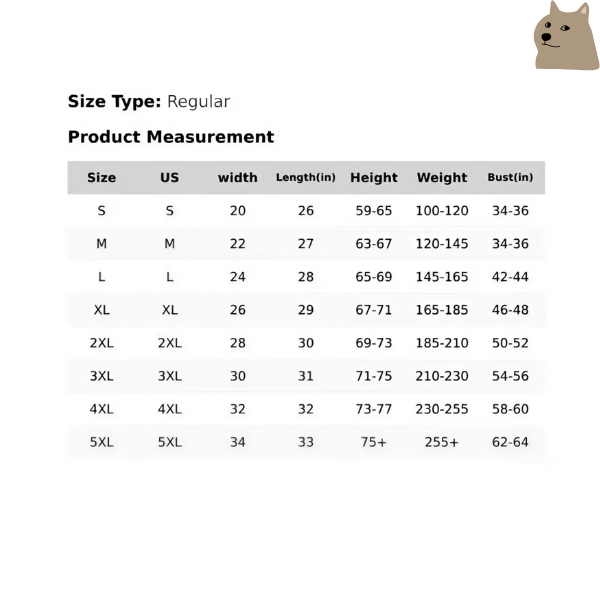 Size Type: Regular
Product Measurement
Size US width Length(in) Height Weight Bust(in)
S S 20 26 59-65 100-120 34-36
M M 22 27 63-67 120-145 34-36
L L 24 28 65-69 145-165 42-44
XL XL 26 29 67-71 165-185 46-48
2XL 2XL 28 30 69-73 185-210 50-52
3XL 3XL 30 31 71-75 210-230 54-56
4XL 4XL 32 32 73-77 230-255 58-60
5XL 5XL 34 33 75+ 255+ 62-64